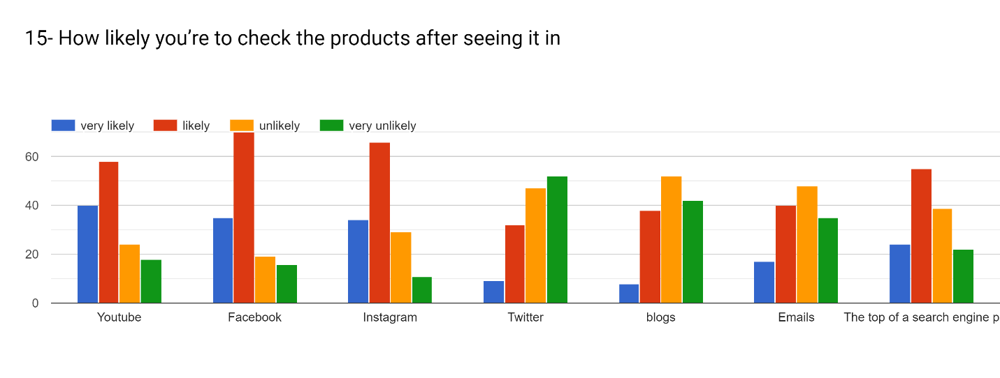 15- How likely you’re to check the products after seeing it in
very likely likely unlikely very unlikely
60
40
20
0
Youtube Facebook Instagram Twitter blogs Emails The top of a search engine p